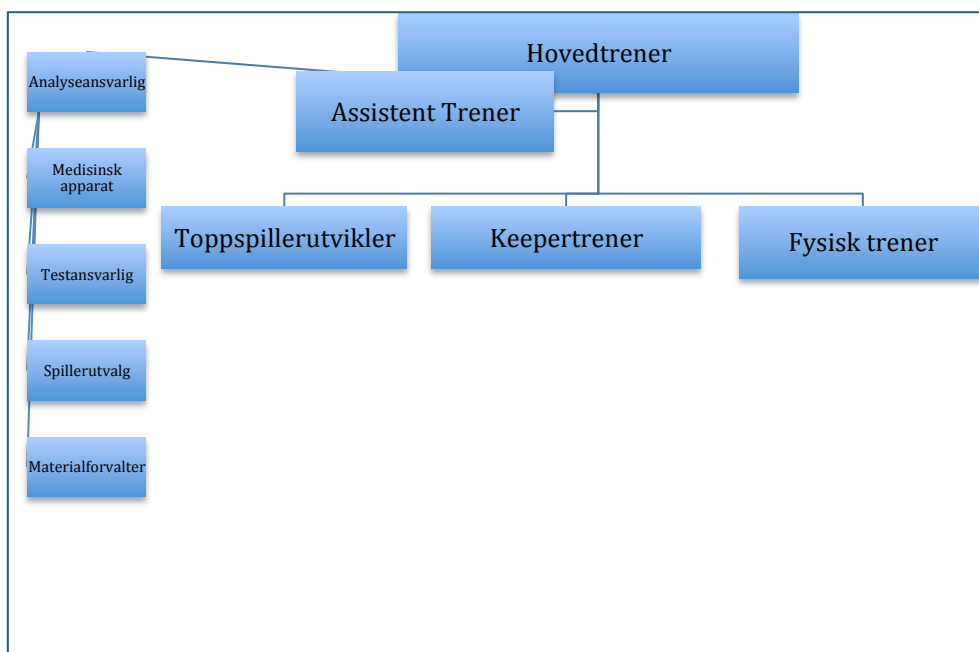 Hovedtrener
Analyseansvarlig
Assistent Trener
Medisinsk
apparat
Toppspillerutvikler
Keepertrener
Fysisk trener
Testansvarlig
Spillerutvalg
Materialforvalter